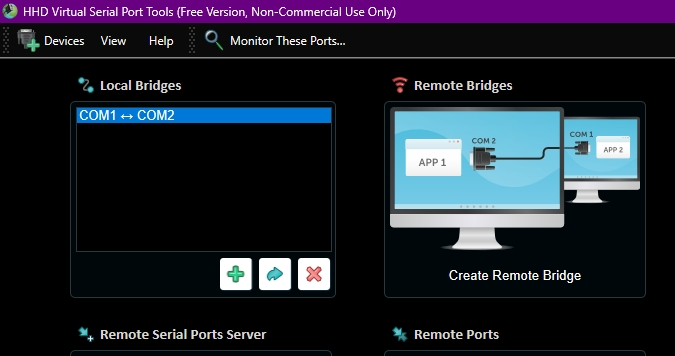 HHD Virtual Serial Port Tools (Free Version, Non-Commercial Use Only)
Devices View Help Monitor These Ports...
Local Bridges
COM1 ↔ COM2
Remote Bridges
COM 2
APP 1
COM 1
APP 2
Create Remote Bridge
Remote Serial Ports Server
Remote Ports